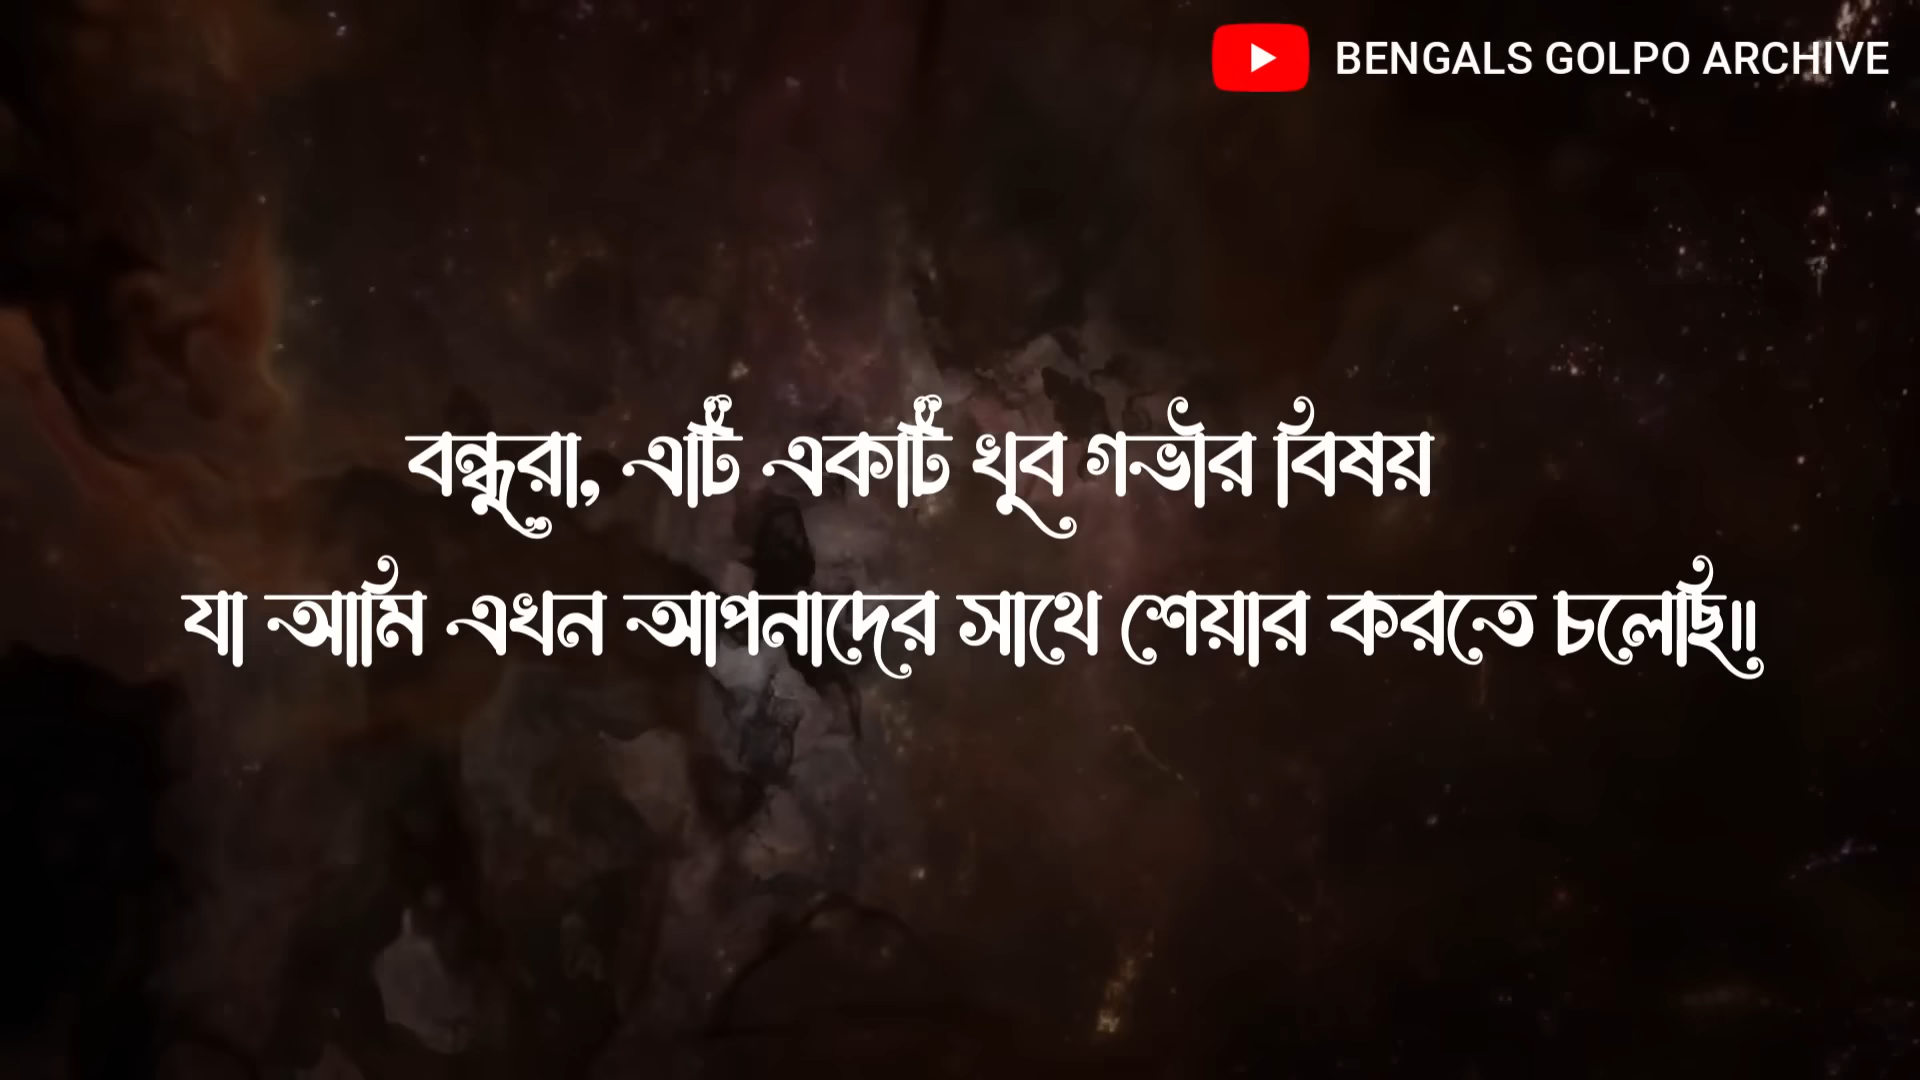 BENGALS GOLPO ARCHIVE
বন্ধুরা, এটি একটি খুব গভীর বিষয়
যা আমি এখন আপনাদের সাথে শেয়ার করতে চলেছি॥